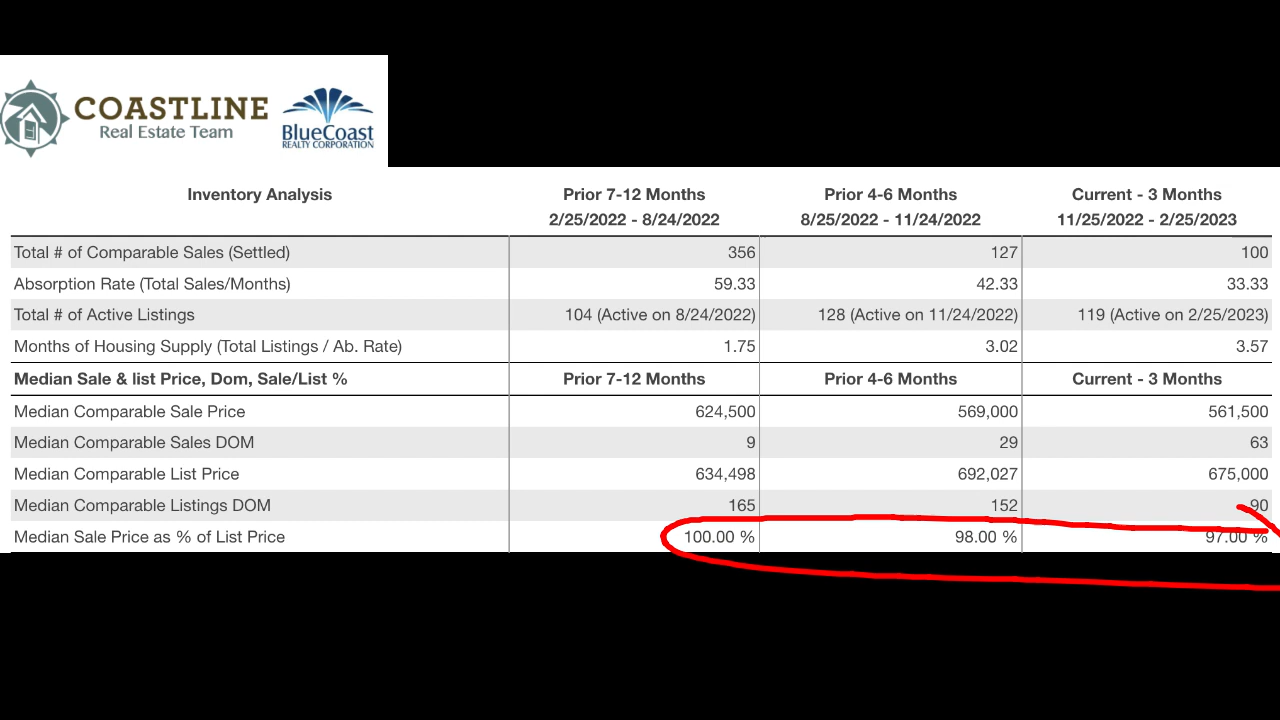 COASTLINE
Real Estate Team
BlueCoast
REALTY CORPORATION
Inventory Analysis Prior 7-12 Months Prior 4-6 Months Current - 3 Months
2/25/2022 - 8/24/2022 8/25/2022 - 11/24/2022 11/25/2022 - 2/25/2023
Total # of Comparable Sales (Settled) 356 127 100
Absorption Rate (Total Sales/Months) 59.33 42.33 33.33
Total # of Active Listings 104 (Active on 8/24/2022) 128 (Active on 11/24/2022) 119 (Active on 2/25/2023)
Months of Housing Supply (Total Listings / Ab. Rate) 1.75 3.02 3.57
Median Sale & list Price, Dom, Sale/List % Prior 7-12 Months Prior 4-6 Months Current - 3 Months
Median Comparable Sale Price 624,500 569,000 561,500
Median Comparable Sales DOM 9 29 63
Median Comparable List Price 634,498 692,027 675,000
Median Comparable Listings DOM 165 152 90
Median Sale Price as % of List Price 100.00 % 98.00 % 97.00 %